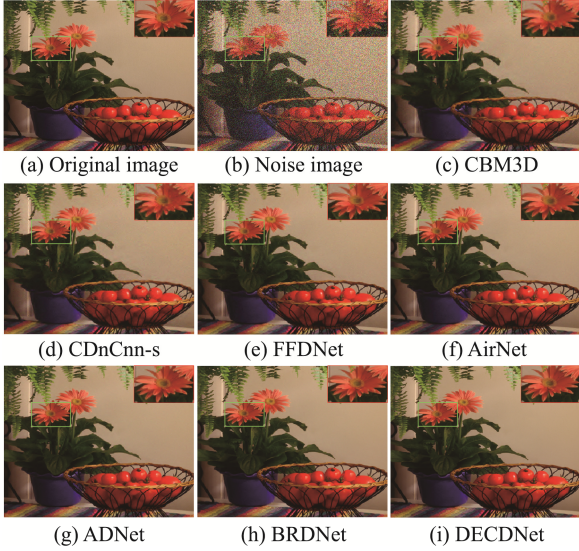 (a) Original image (b) Noise image (c) CBM3D
(d) CDnCnn-s (e) FFDNet (f) AirNet
(g) ADNet (h) BRDNet (i) DECDNet